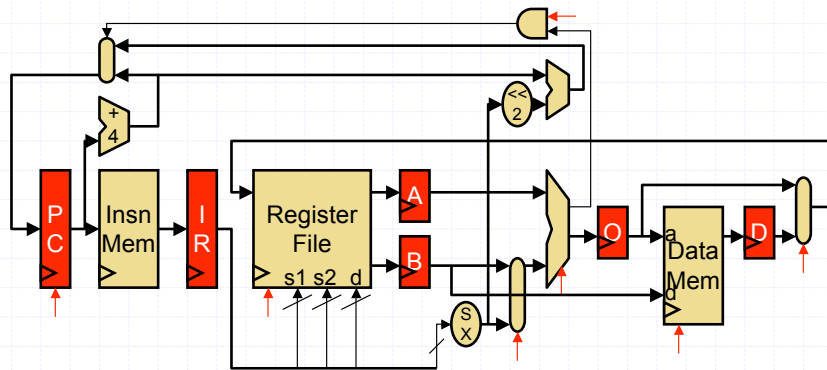 +
4
<<
2
P
C
Insn
Mem
I
R
Register
File
s1 s2 d
A
B
S
X
O
a
Data
Mem
d
D